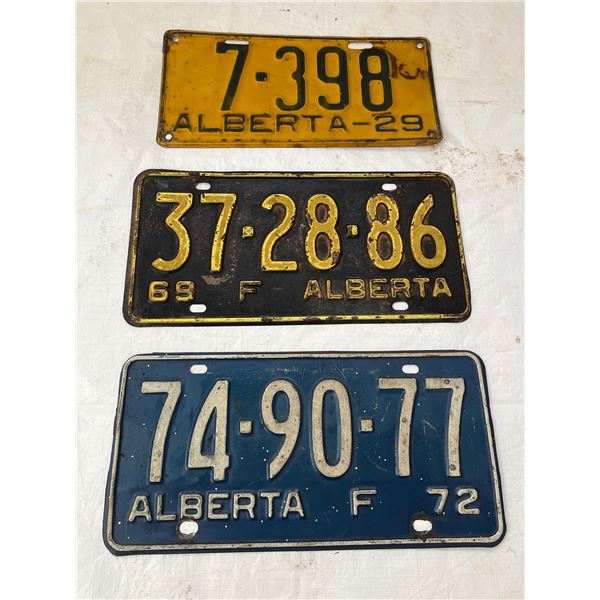 7·398
ALBERTA-29
37·28·86
69 F ALBERTA
74·90·77
ALBERTA F 72